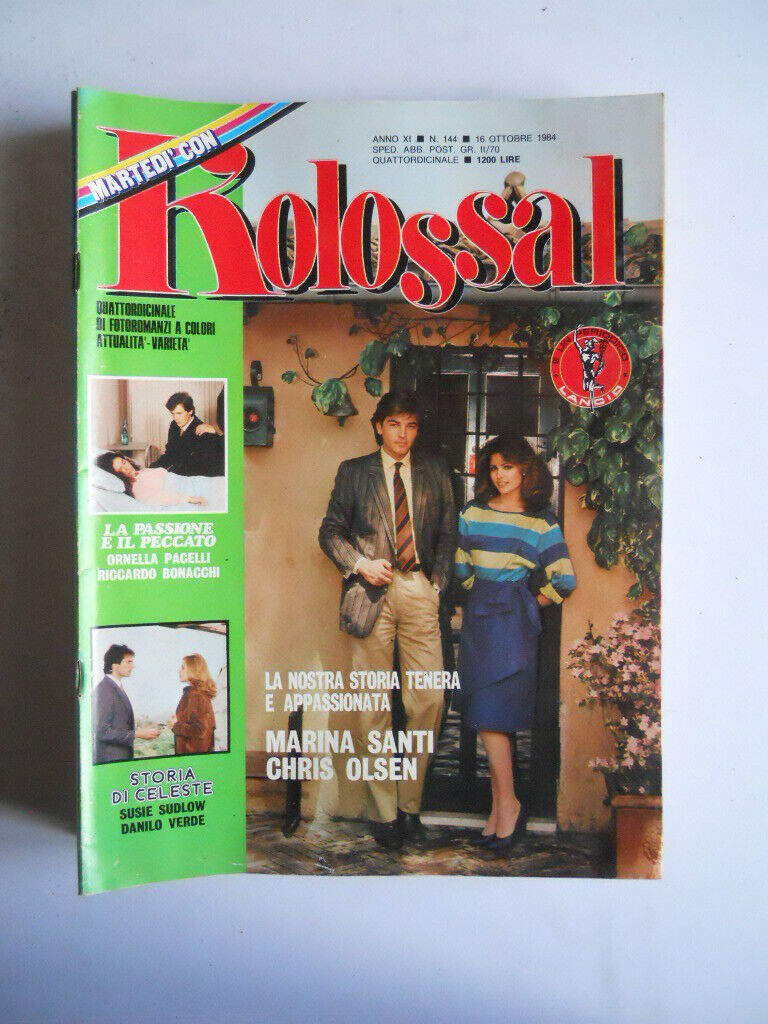 MARTEDI' CON
Kolossal
ANNO XI ■ N. 144 ■ 16 OTTOBRE 1984
SPED. ABB. POST. GR. II/70
QUATTORDICINALE ■ 1200 LIRE
QUATTORDICINALE
DI FOTOROMANZI A COLORI
ATTUALITA'-VARIETA'
E' UN PERIODICO
LANCIO
LA PASSIONE
E IL PECCATO
ORNELLA PACELLI
RICCARDO BONACCHI
LA NOSTRA STORIA TENERA
E APPASSIONATA
MARINA SANTI
CHRIS OLSEN
STORIA
DI CELESTE
SUSIE SUDLOW
DANILO VERDE